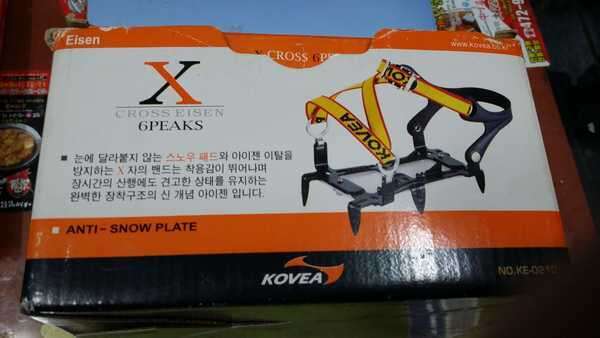 Eisen
X-CROSS 6PE
www.kovea.co.kr
X
CROSS EISEN
6PEAKS
KOVEA
■ 눈에 달라붙지 않는 스노우 패드와 아이젠 이탈을
방지하는 X 자의 밴드는 착용감이 뛰어나며
장시간의 산행에도 견고한 상태를 유지하는
완벽한 장착구조의 신 개념 아이젠 입니다.
■ ANTI - SNOW PLATE
KOVEA
NO.KE-0210